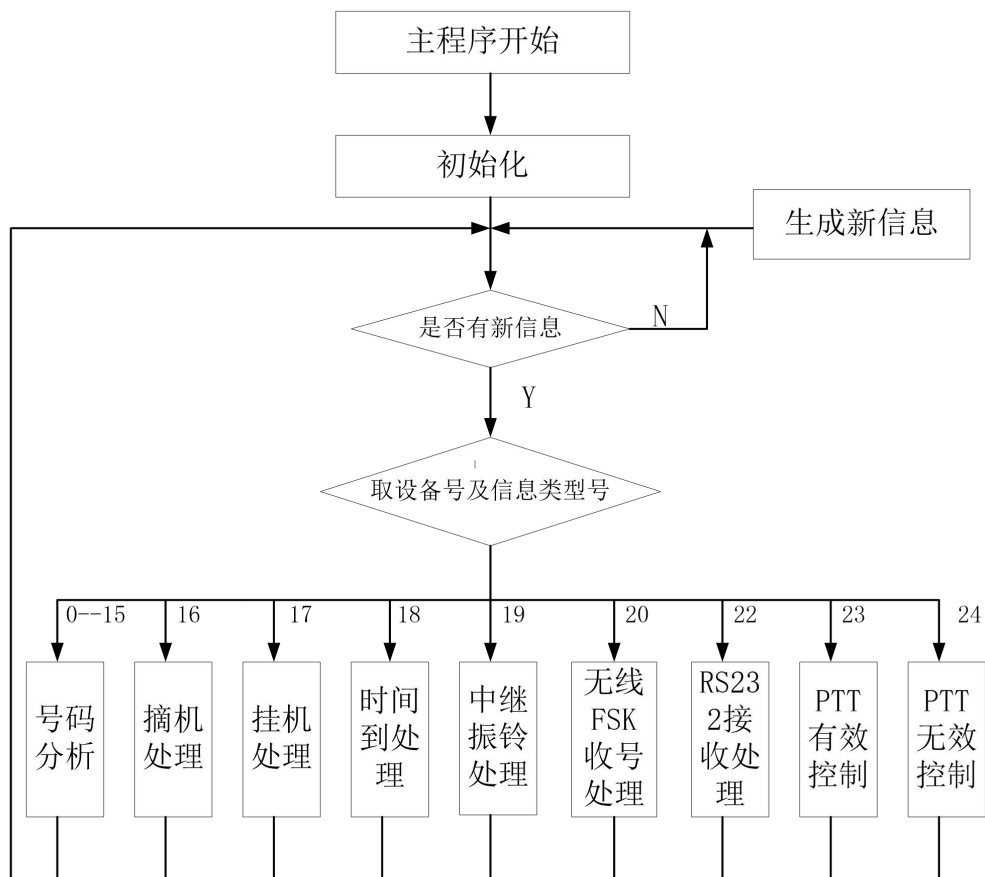 主程序开始
初始化
生成新信息
是否有新信息
N
Y
取设备号及信息类型号
0--15
16
17
18
19
20
22
23
24
号码
分析
摘机
处理
挂机
处理
时间
到处
理
中继
振铃
处理
无线
FSK
收号
处理
RS23
2接
收处
理
PTT
有效
控制
PTT
无效
控制